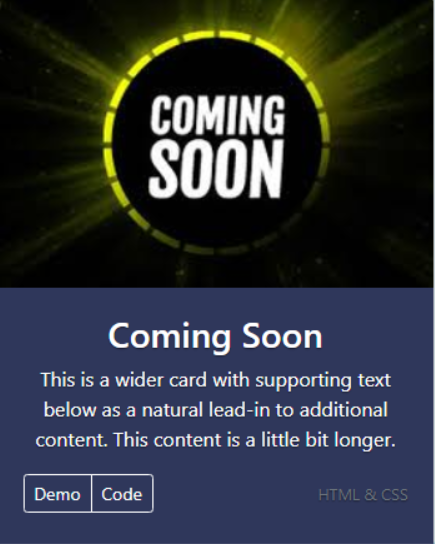 COMING
SOON
Coming Soon
This is a wider card with supporting text
below as a natural lead-in to additional
content. This content is a little bit longer.
Demo Code HTML & CSS